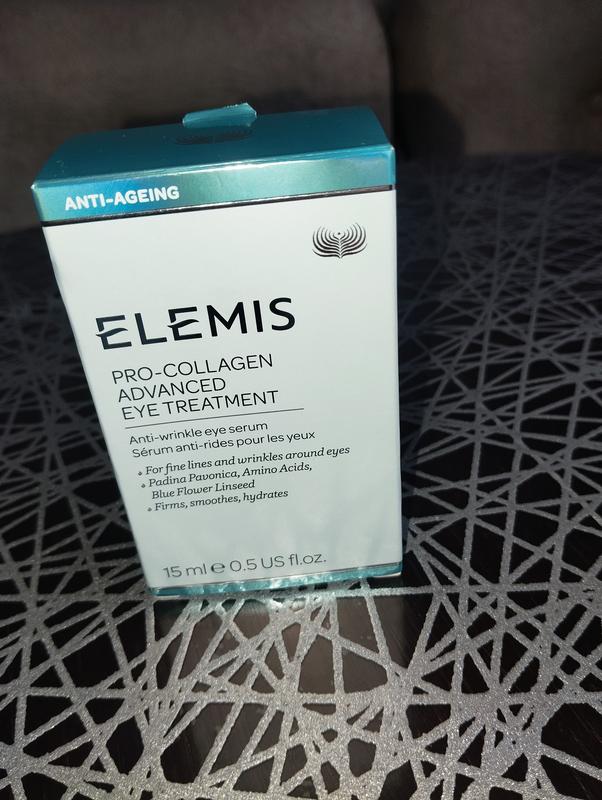 ANTI-AGEING
ELEMIS
PRO-COLLAGEN
ADVANCED
EYE TREATMENT
Anti-wrinkle eye serum
Sérum anti-rides pour les yeux
• For fine lines and wrinkles around eyes
• Padina Pavonica, Amino Acids,
Blue Flower Linseed
• Firms, smoothes, hydrates
15 ml ℮ 0.5 US fl.oz.